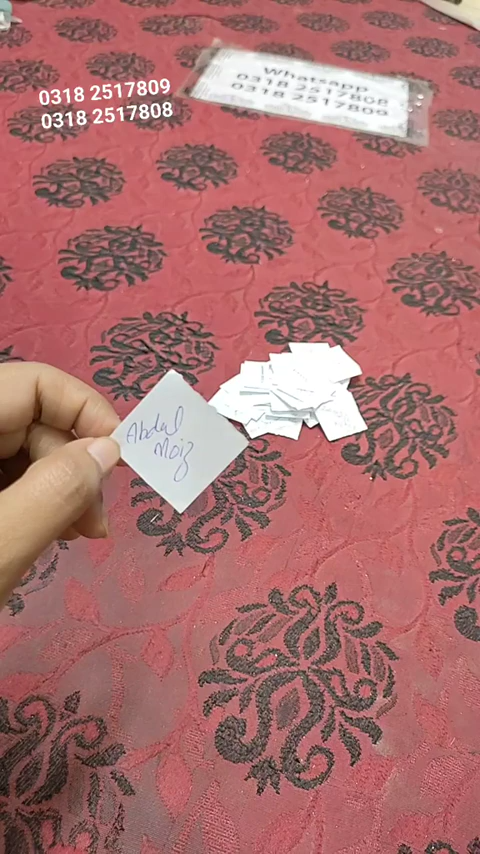 0318 2517809
0318 2517808
Whatsapp
0318 2517808
0318 2517809
Abdul
Moiz